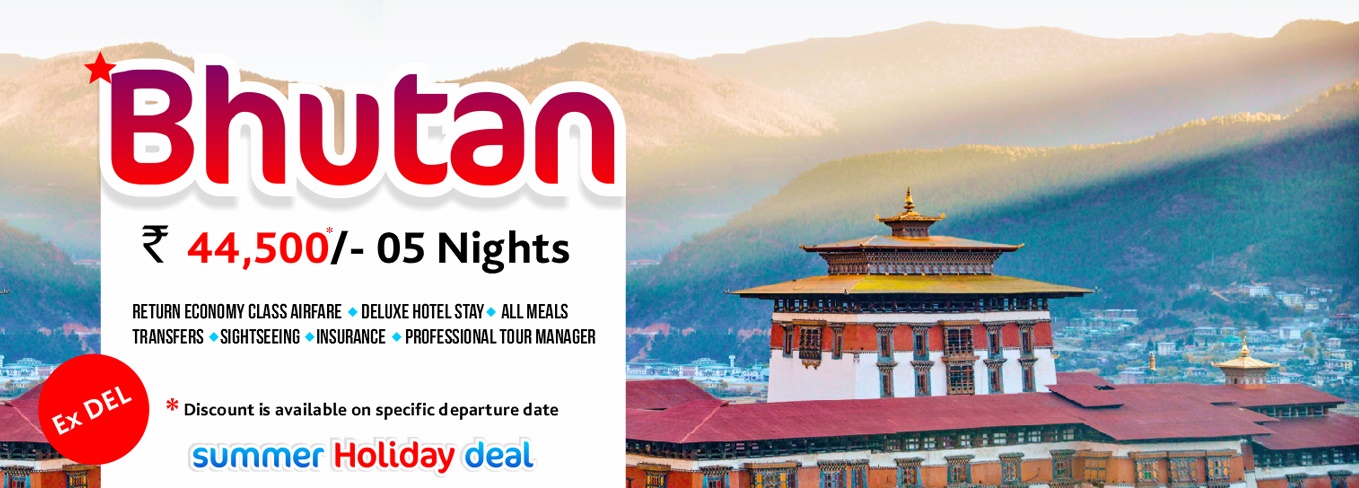 Bhutan
₹ 44,500*/- 05 Nights
RETURN ECONOMY CLASS AIRFARE ◆ DELUXE HOTEL STAY ◆ ALL MEALS
TRANSFERS ◆ SIGHTSEEING ◆ INSURANCE ◆ PROFESSIONAL TOUR MANAGER
Ex DEL
* Discount is available on specific departure date
summer Holiday deal